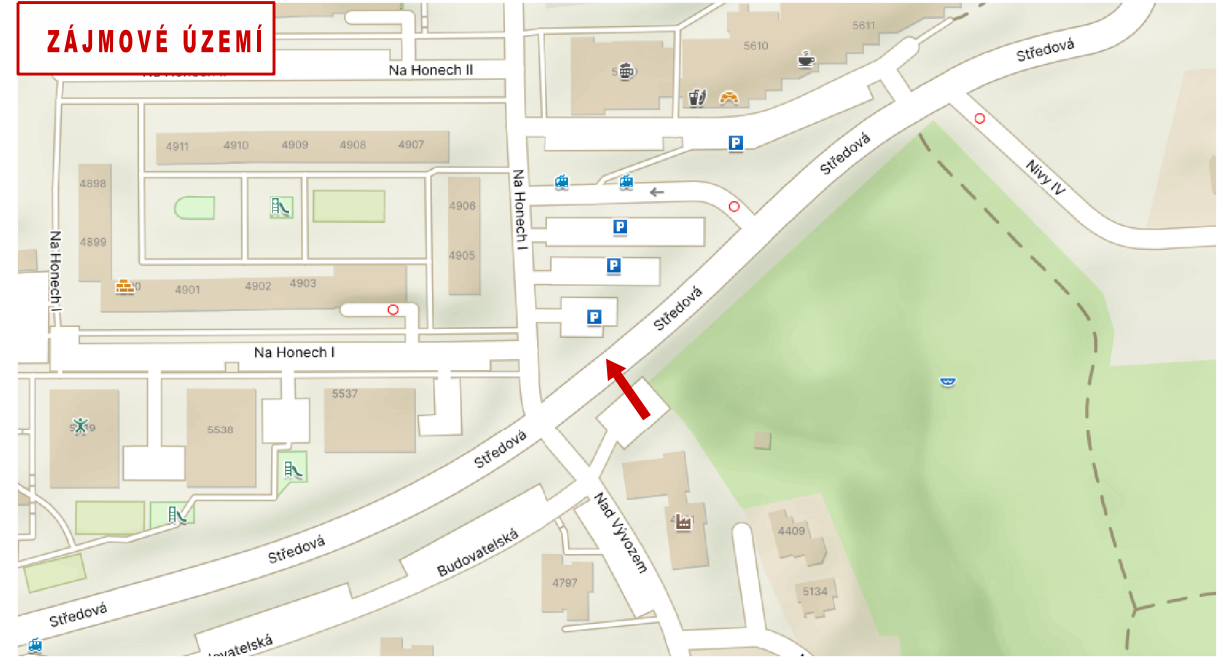 ZÁJMOVÉ ÚZEMÍ
5611
5610
Středová
Na Honech II
P
Středová
4911
4910
4909
4908
4907
Nivy IV
4898
Na Honech I
4906
P
4899
Na Honech I
4905
P
4901
4902
4903
Středová
P
Na Honech I
5537
5538
Středová
Nad Vývozem
4409
Středová
Budovatelská
4797
5134
Středová